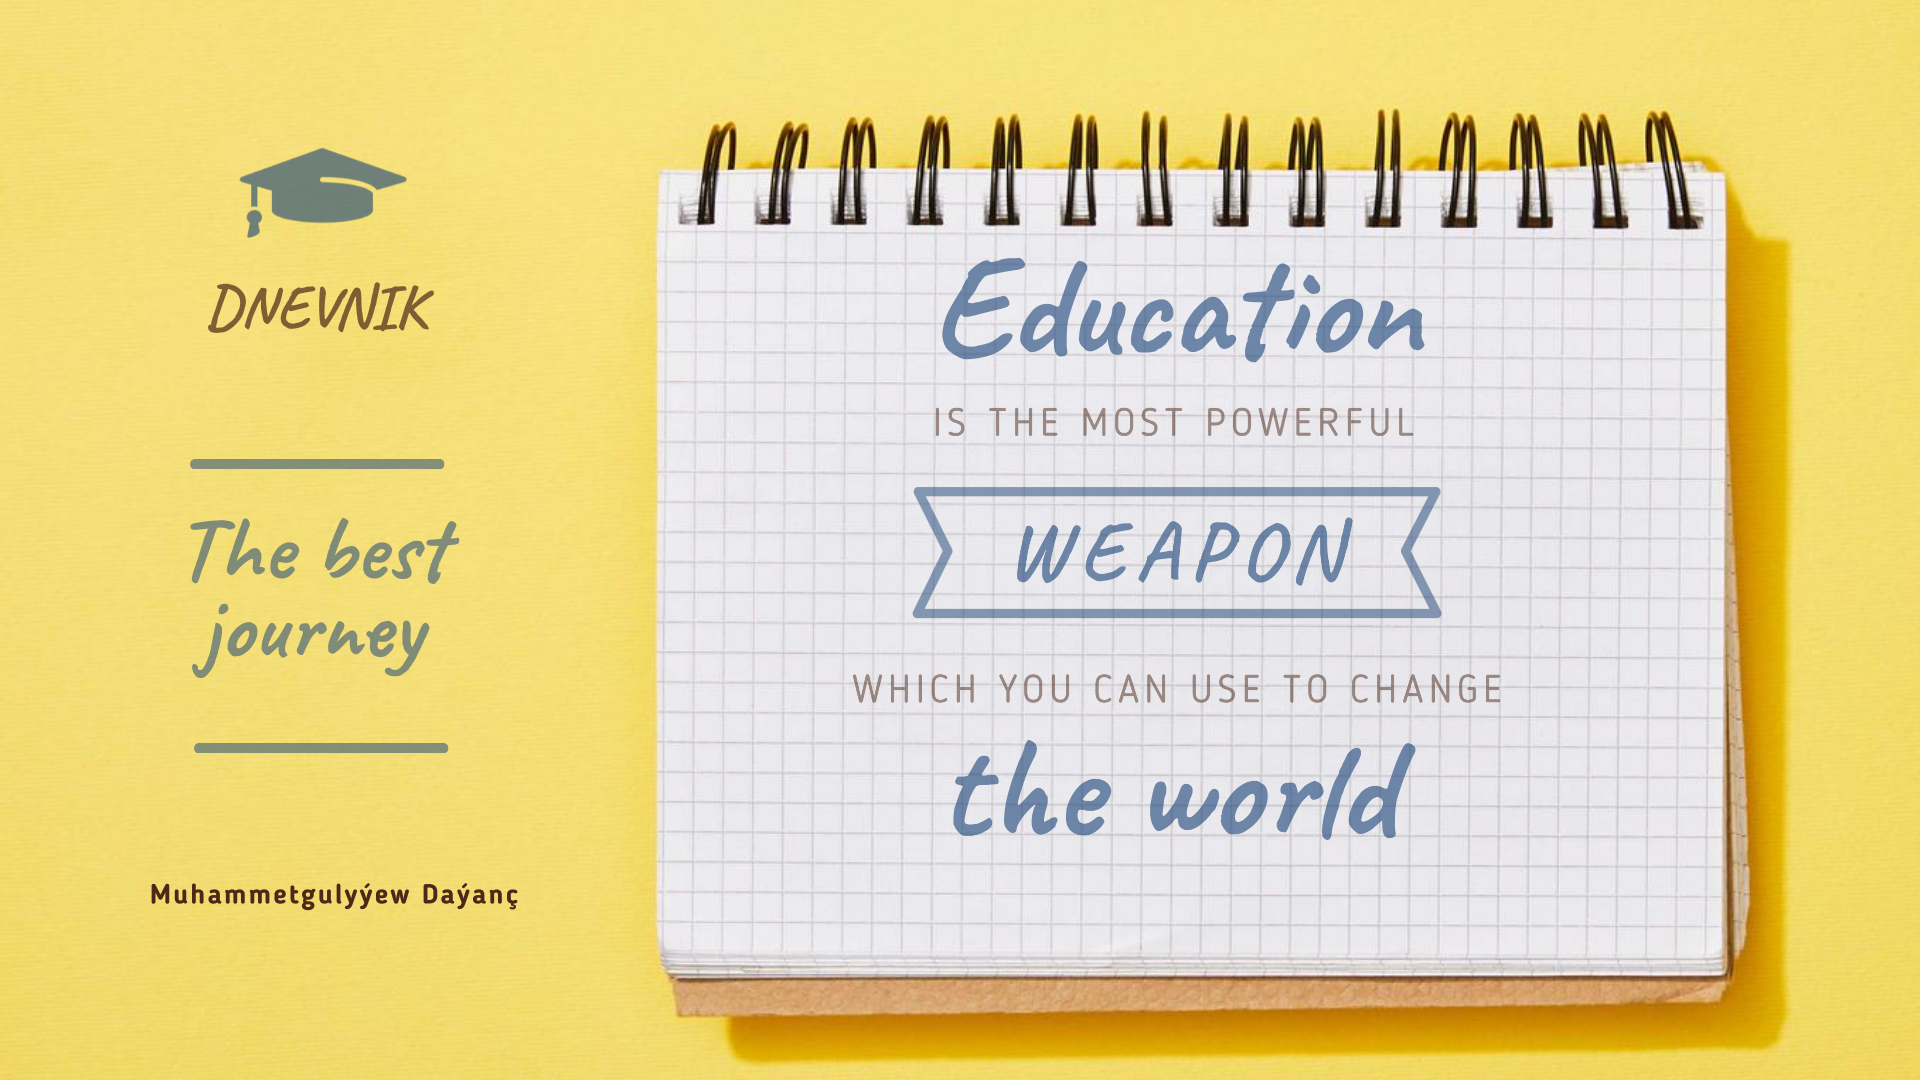 DNEVNIK
The best
journey
Muhammetgulyýew Daýanç
Education
IS THE MOST POWERFUL
WEAPON
WHICH YOU CAN USE TO CHANGE
the world